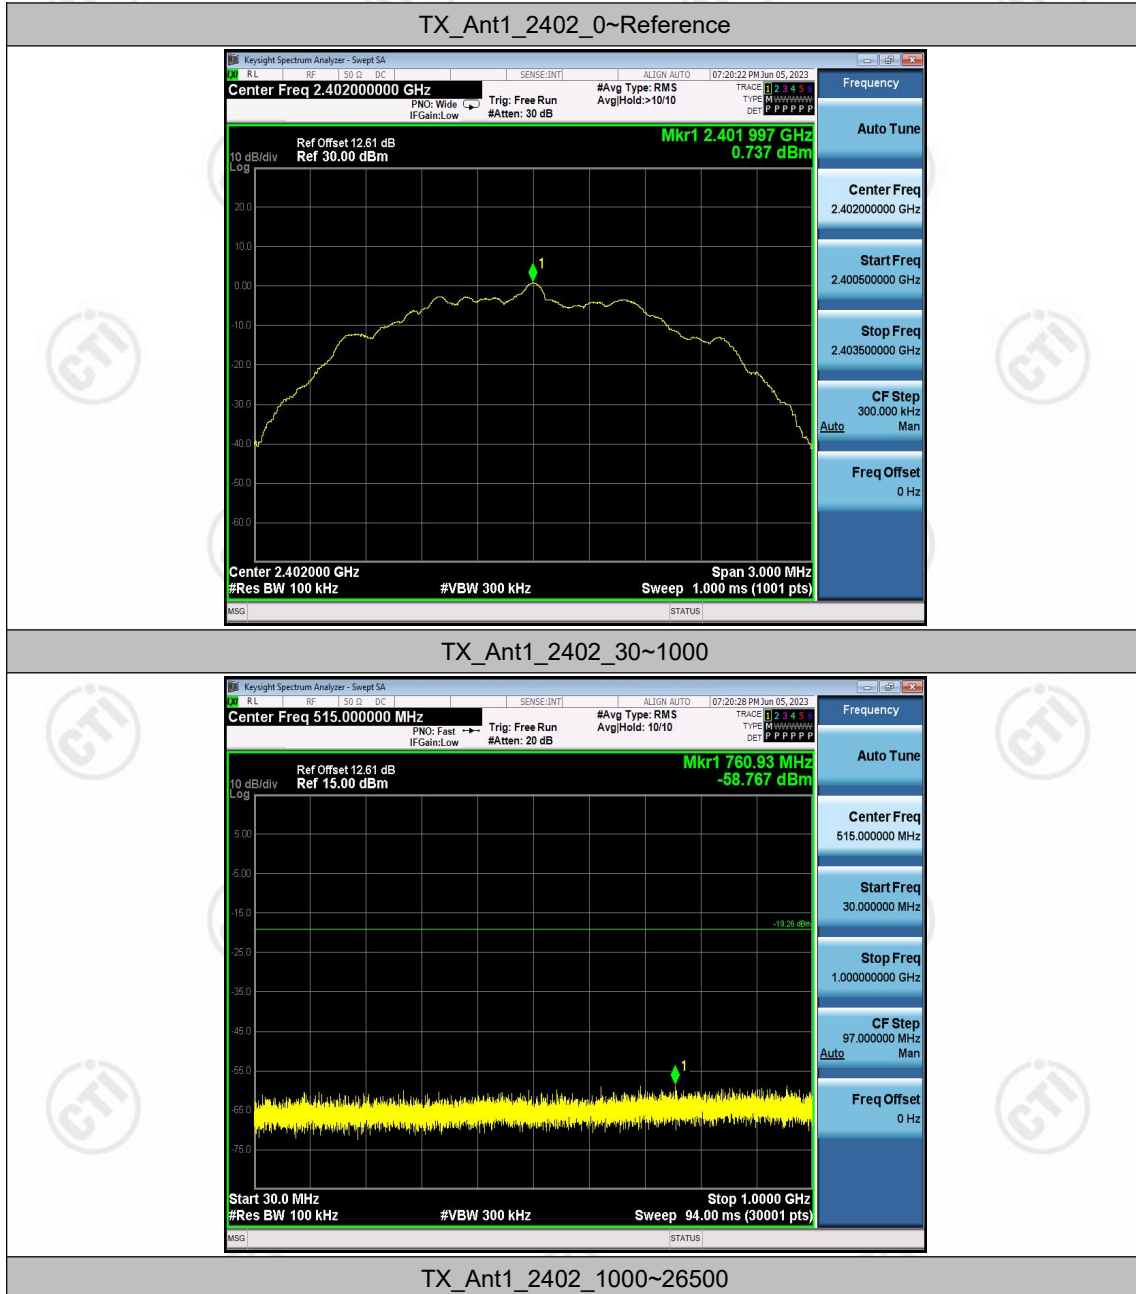 TX_Ant1_2402_0~Reference
Keysight Spectrum Analyzer - Swept SA
LXI RL RF 50 Ω DC SENSE:INT ALIGN AUTO 07:20:22 PM Jun 05, 2023
Center Freq 2.402000000 GHz
PNO: Wide
IFGain:Low
Trig: Free Run
#Atten: 30 dB
#Avg Type: RMS
Avg|Hold:>10/10
TRACE 1 2 3 4 5 6
TYPE M WWWWW
DET P P P P P P
Frequency
Auto Tune
Mkr1 2.401 997 GHz
0.737 dBm
Ref Offset 12.61 dB
10 dB/div Ref 30.00 dBm
Log
20.0
10.0
0.00
-10.0
-20.0
-30.0
-40.0
-50.0
-60.0
1
Center Freq
2.402000000 GHz
Start Freq
2.400500000 GHz
Stop Freq
2.403500000 GHz
CF Step
300.000 kHz
Auto Man
Freq Offset
0 Hz
Center 2.402000 GHz Span 3.000 MHz
#Res BW 100 kHz #VBW 300 kHz Sweep 1.000 ms (1001 pts)
MSG STATUS
TX_Ant1_2402_30~1000
Keysight Spectrum Analyzer - Swept SA
LXI RL RF 50 Ω DC SENSE:INT ALIGN AUTO 07:20:28 PM Jun 05, 2023
Center Freq 515.000000 MHz
PNO: Fast
IFGain:Low
Trig: Free Run
#Atten: 20 dB
#Avg Type: RMS
Avg|Hold: 10/10
TRACE 1 2 3 4 5 6
TYPE M WWWWW
DET P P P P P P
Frequency
Auto Tune
Mkr1 760.93 MHz
-58.767 dBm
Ref Offset 12.61 dB
10 dB/div Ref 15.00 dBm
Log
5.00
-5.00
-15.0
-25.0
-35.0
-45.0
-55.0
-65.0
-75.0
-19.26 dBm
1
Center Freq
515.000000 MHz
Start Freq
30.000000 MHz
Stop Freq
1.000000000 GHz
CF Step
97.000000 MHz
Auto Man
Freq Offset
0 Hz
Start 30.0 MHz Stop 1.0000 GHz
#Res BW 100 kHz #VBW 300 kHz Sweep 94.00 ms (30001 pts)
MSG STATUS
TX_Ant1_2402_1000~26500
CTI
CTI
CTI
CTI
CTI
CTI